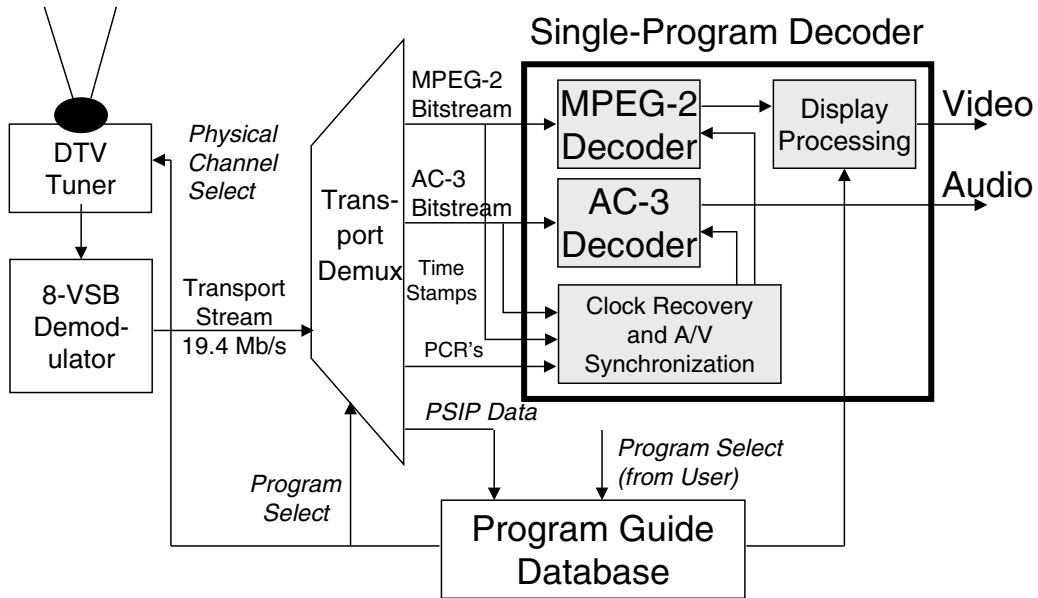 Single-Program Decoder
MPEG-2
Bitstream
MPEG-2
Decoder
Display
Processing
Video
Physical
Channel
Select
DTV
Tuner
AC-3
Bitstream
AC-3
Decoder
Audio
Trans-
port
Demux
8-VSB
Demod-
ulator
Transport
Stream
19.4 Mb/s
Time
Stamps
Clock Recovery
and A/V
Synchronization
PCR's
PSIP Data
Program Select
(from User)
Program
Select
Program Guide
Database